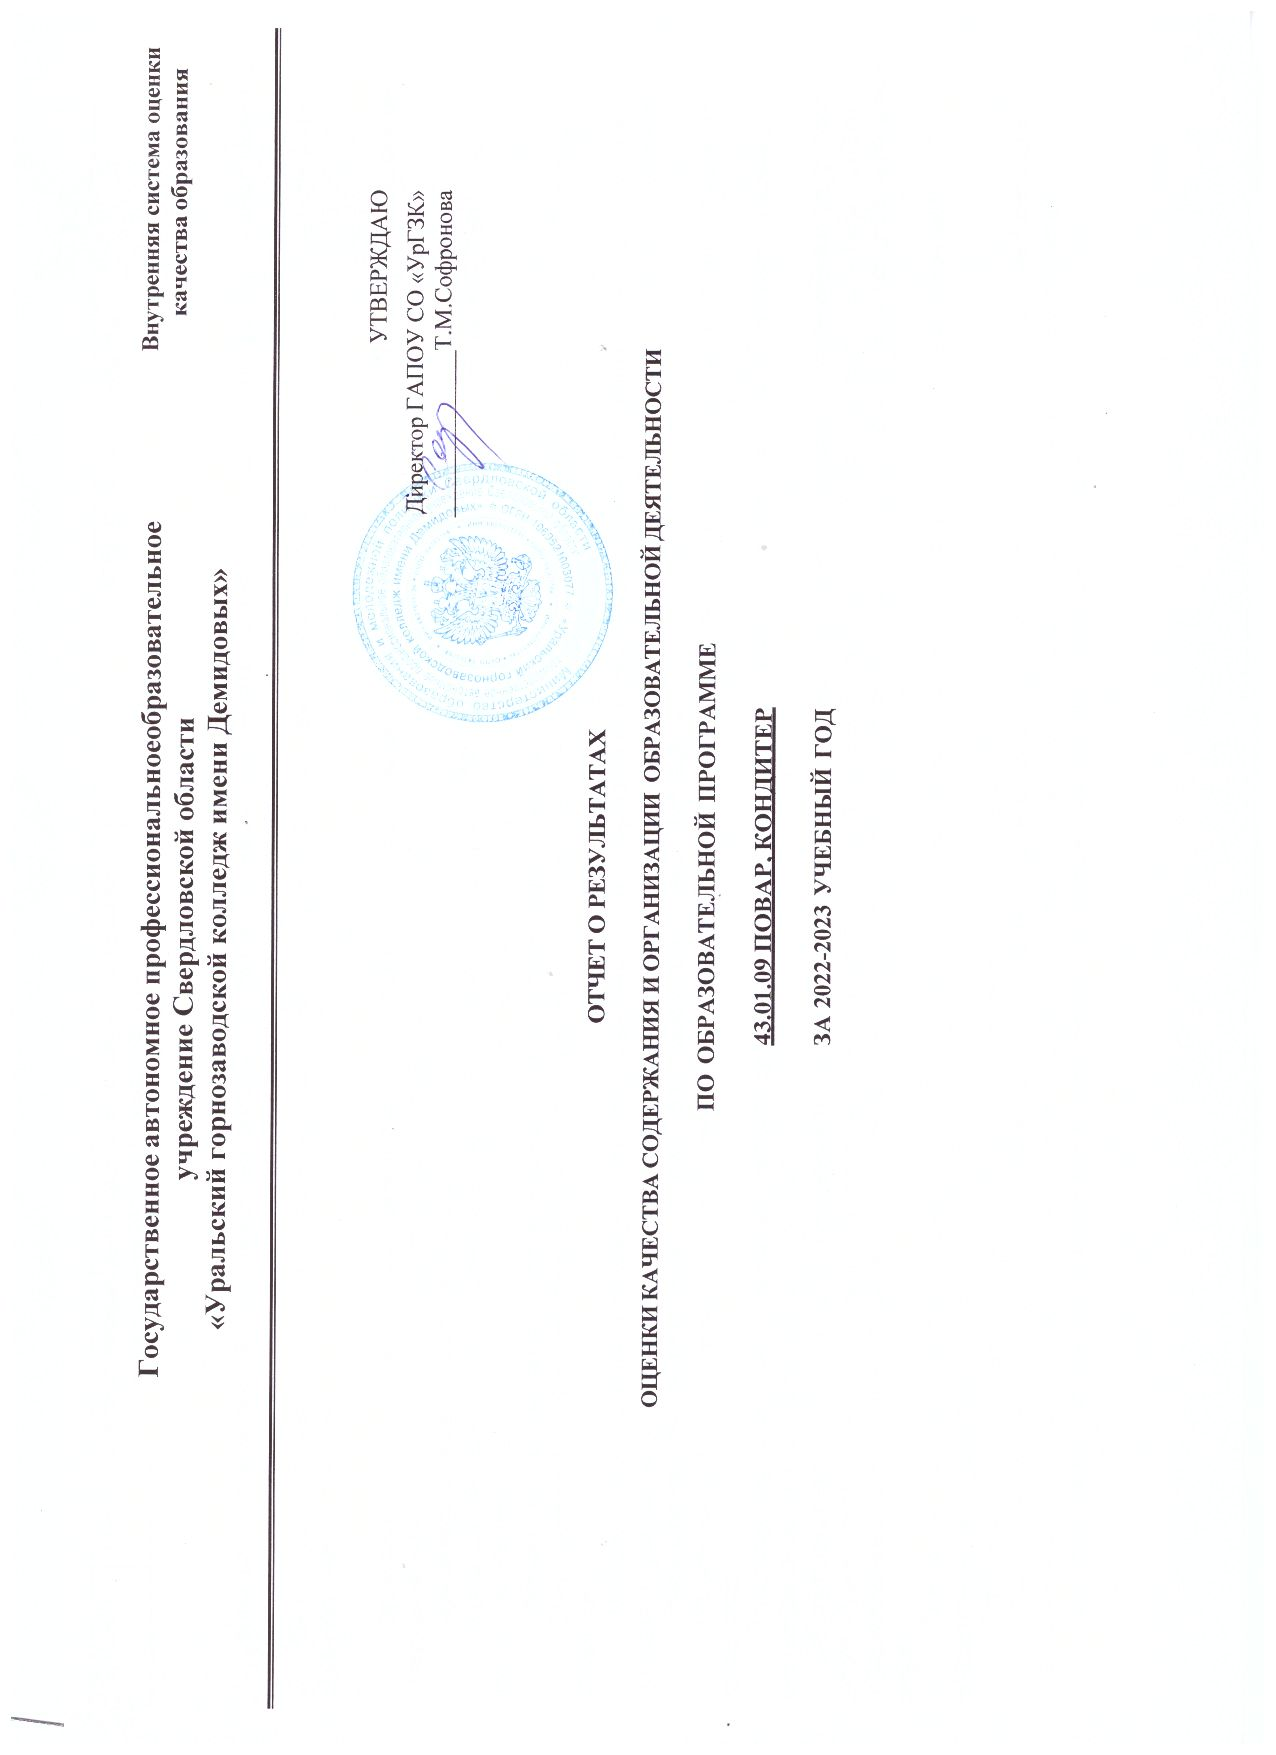 Государственное автономное профессиональноеобразовательное
учреждение Свердловской области
«Уральский горнозаводской колледж имени Демидовых»
Внутренняя система оценки
качества образования
УТВЕРЖДАЮ
Директор ГАПОУ СО «УрГЗК»
Т.М.Софронова
ОТЧЕТ О РЕЗУЛЬТАТАХ
ОЦЕНКИ КАЧЕСТВА СОДЕРЖАНИЯ И ОРГАНИЗАЦИИ ОБРАЗОВАТЕЛЬНОЙ ДЕЯТЕЛЬНОСТИ
ПО ОБРАЗОВАТЕЛЬНОЙ ПРОГРАММЕ
43.01.09 ПОВАР, КОНДИТЕР
ЗА 2022-2023 УЧЕБНЫЙ ГОД